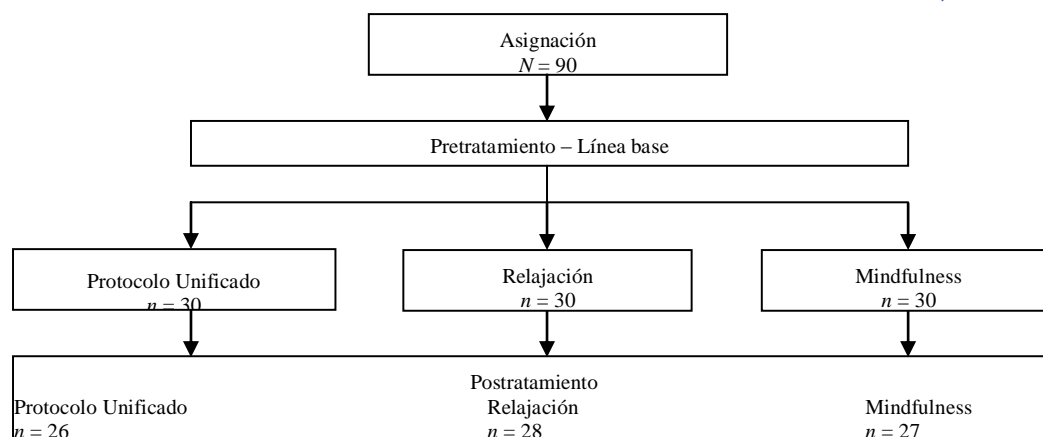 Asignación
N = 90
Pretratamiento – Línea base
Protocolo Unificado
n = 30
Relajación
n = 30
Mindfulness
n = 30
Postratamiento
Protocolo Unificado Relajación Mindfulness
n = 26 n = 28 n = 27